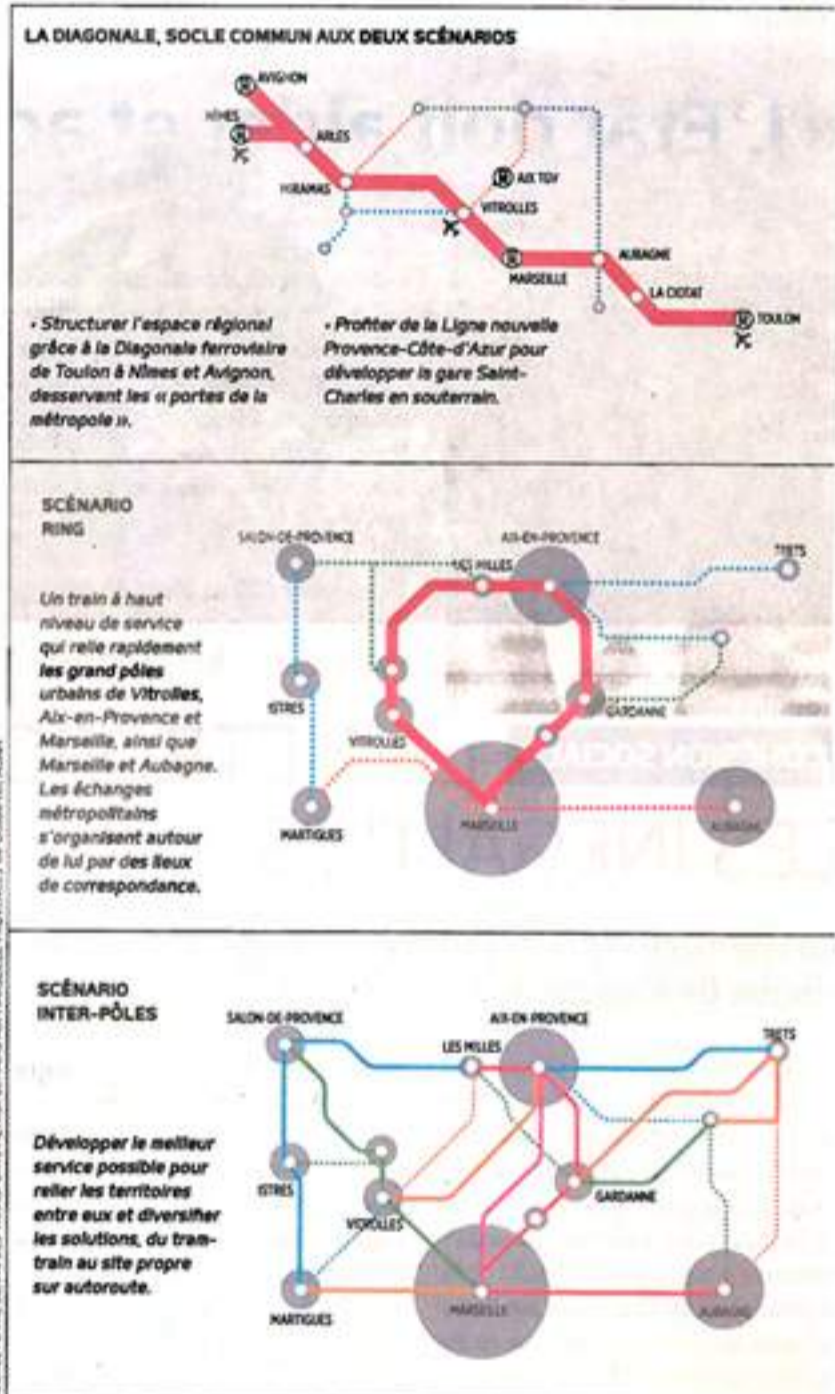 LA DIAGONALE, SOCLE COMMUN AUX DEUX SCÉNARIOS
AVIGNON
NÎMES
ARLES
MIRAMAS
AIX TGV
VITROLLES
MARSEILLE
AUBAGNE
LA CIOTAT
TOULON
• Structurer l'espace régional
grâce à la Diagonale ferroviaire
de Toulon à Nîmes et Avignon,
desservant les « portes de la
métropole ».
• Profiter de la Ligne nouvelle
Provence-Côte-d'Azur pour
développer la gare Saint-
Charles en souterrain.
SCÉNARIO
RING
Un train à haut
niveau de service
qui relie rapidement
les grand pôles
urbains de Vitrolles,
Aix-en-Provence et
Marseille, ainsi que
Marseille et Aubagne.
Les échanges
métropolitains
s'organisent autour
de lui par des lieux
de correspondance.
SALON-DE-PROVENCE
AIX-EN-PROVENCE
LES MILLES
TRETS
ISTRES
VITROLLES
GARDANNE
MARTIGUES
MARSEILLE
AUBAGNE
SCÉNARIO
INTER-PÔLES
Développer le meilleur
service possible pour
relier les territoires
entre eux et diversifier
les solutions, du tram-
train au site propre
sur autoroute.
SALON-DE-PROVENCE
AIX-EN-PROVENCE
LES MILLES
TRETS
ISTRES
VITROLLES
GARDANNE
MARTIGUES
MARSEILLE
AUBAGNE